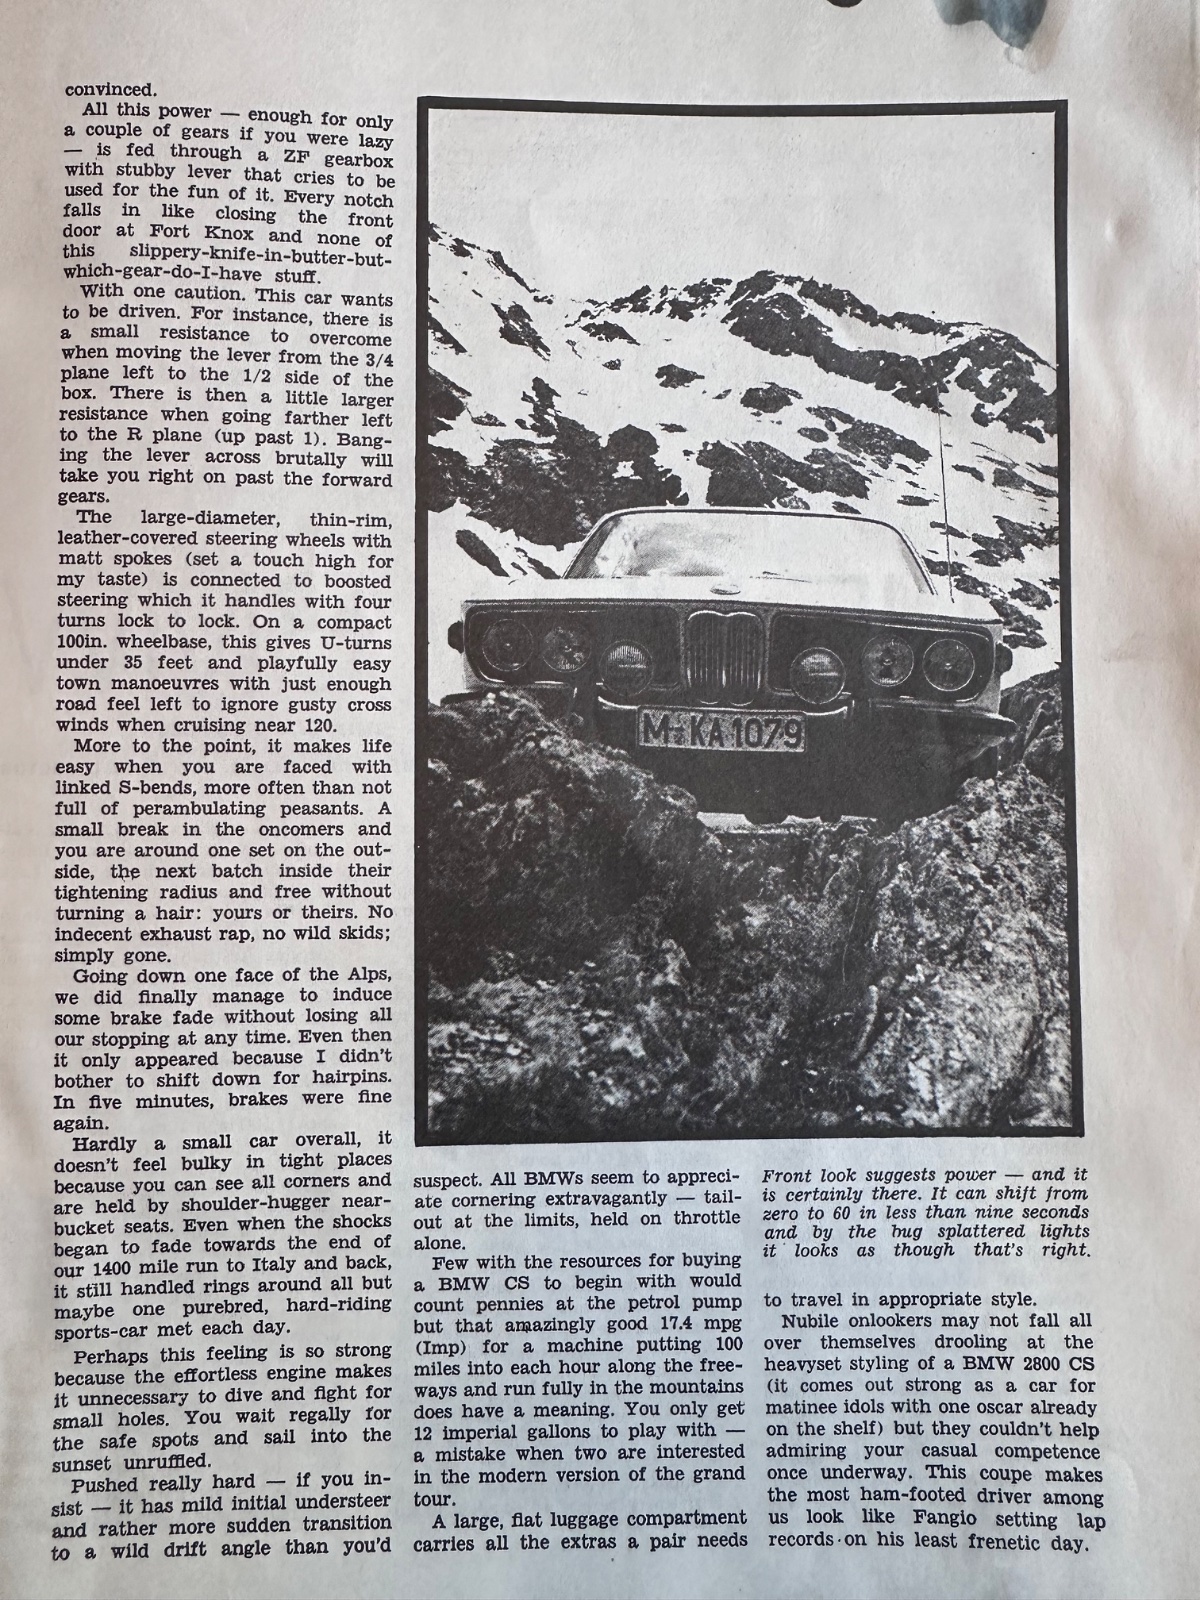 convinced.
All this power — enough for only
a couple of gears if you were lazy
— is fed through a ZF gearbox
with stubby lever that cries to be
used for the fun of it. Every notch
falls in like closing the front
door at Fort Knox and none of
this slippery-knife-in-butter-but-
which-gear-do-I-have stuff.
With one caution. This car wants
to be driven. For instance, there is
a small resistance to overcome
when moving the lever from the 3/4
plane left to the 1/2 side of the
box. There is then a little larger
resistance when going farther left
to the R plane (up past 1). Bang-
ing the lever across brutally will
take you right on past the forward
gears.
The large-diameter, thin-rim,
leather-covered steering wheels with
matt spokes (set a touch high for
my taste) is connected to boosted
steering which it handles with four
turns lock to lock. On a compact
100in. wheelbase, this gives U-turns
under 35 feet and playfully easy
town manoeuvres with just enough
road feel left to ignore gusty cross
winds when cruising near 120.
More to the point, it makes life
easy when you are faced with
linked S-bends, more often than not
full of perambulating peasants. A
small break in the oncomers and
you are around one set on the out-
side, the next batch inside their
tightening radius and free without
turning a hair: yours or theirs. No
indecent exhaust rap, no wild skids;
simply gone.
Going down one face of the Alps,
we did finally manage to induce
some brake fade without losing all
our stopping at any time. Even then
it only appeared because I didn't
bother to shift down for hairpins.
In five minutes, brakes were fine
again.
Hardly a small car overall, it
doesn't feel bulky in tight places
because you can see all corners and
are held by shoulder-hugger near-
bucket seats. Even when the shocks
began to fade towards the end of
our 1400 mile run to Italy and back,
it still handled rings around all but
maybe one purebred, hard-riding
sports-car met each day.
Perhaps this feeling is so strong
because the effortless engine makes
it unnecessary to dive and fight for
small holes. You wait regally for
the safe spots and sail into the
sunset unruffled.
Pushed really hard — if you in-
sist — it has mild initial understeer
and rather more sudden transition
to a wild drift angle than you'd
M·KA 1079
suspect. All BMWs seem to appreci-
ate cornering extravagantly — tail-
out at the limits, held on throttle
alone.
Few with the resources for buying
a BMW CS to begin with would
count pennies at the petrol pump
but that amazingly good 17.4 mpg
(Imp) for a machine putting 100
miles into each hour along the free-
ways and run fully in the mountains
does have a meaning. You only get
12 imperial gallons to play with —
a mistake when two are interested
in the modern version of the grand
tour.
A large, flat luggage compartment
carries all the extras a pair needs
Front look suggests power — and it
is certainly there. It can shift from
zero to 60 in less than nine seconds
and by the bug splattered lights
it looks as though that's right.
to travel in appropriate style.
Nubile onlookers may not fall all
over themselves drooling at the
heavyset styling of a BMW 2800 CS
(it comes out strong as a car for
matinee idols with one oscar already
on the shelf) but they couldn't help
admiring your casual competence
once underway. This coupe makes
the most ham-footed driver among
us look like Fangio setting lap
records on his least frenetic day.